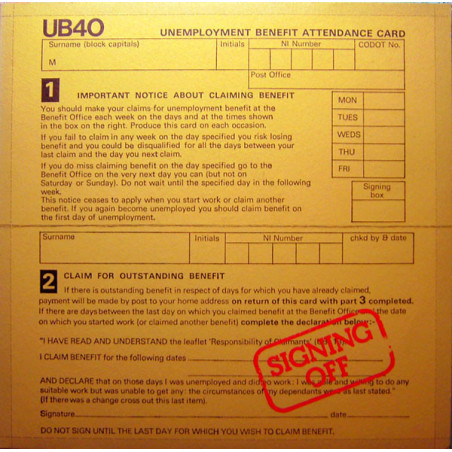 UB40 UNEMPLOYMENT BENEFIT ATTENDANCE CARD
Surname (block capitals) Initials NI Number CODOT No.
M
Post Office
1 IMPORTANT NOTICE ABOUT CLAIMING BENEFIT
You should make your claims for unemployment benefit at the
Benefit Office each week on the days and at the times shown
in the box on the right. Produce this card on each occasion.
If you fail to claim in any week on the day specified you risk losing
benefit and you could be disqualified for all the days between your
last claim and the day you next claim.
If you do miss claiming benefit on the day specified go to the
Benefit Office on the very next day you can (but not on
Saturday or Sunday). Do not wait until the specified day in the following
week.
This notice ceases to apply when you start work or claim another
benefit. If you again become unemployed you should claim benefit on
the first day of unemployment.
MON
TUES
WEDS
THU
FRI
Signing
box
Surname Initials NI Number chkd by & date
2 CLAIM FOR OUTSTANDING BENEFIT
If there is outstanding benefit in respect of days for which you have already claimed,
payment will be made by post to your home address on return of this card with part 3 completed.
If there are days between the last day on which you claimed benefit at the Benefit Office and the date
on which you started work (or claimed another benefit) complete the declaration below:-
"I HAVE READ AND UNDERSTAND the leaflet 'Responsibility of Claimants'
I CLAIM BENEFIT for the following dates
AND DECLARE that on those days I was unemployed and did no work: I was able and willing to do any
suitable work but was unable to get any: the circumstances of my dependants were as last stated."
(If there was a change cross out this last item).
Signature date
DO NOT SIGN UNTIL THE LAST DAY FOR WHICH YOU WISH TO CLAIM BENEFIT.
SIGNING
OFF